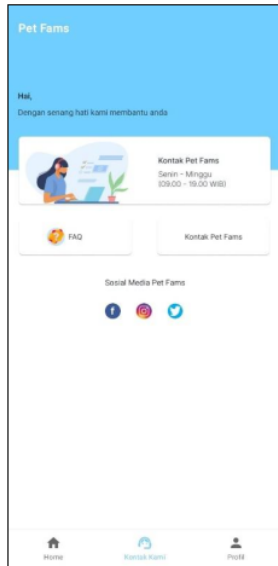 Pet Fams
Hai,
Dengan senang hati kami membantu anda
Kontak Pet Fams
Senin - Minggu
(09.00 - 19.00 WIB)
FAQ
Kontak Pet Fams
Sosial Media Pet Fams
Home
Kontak Kami
Profil